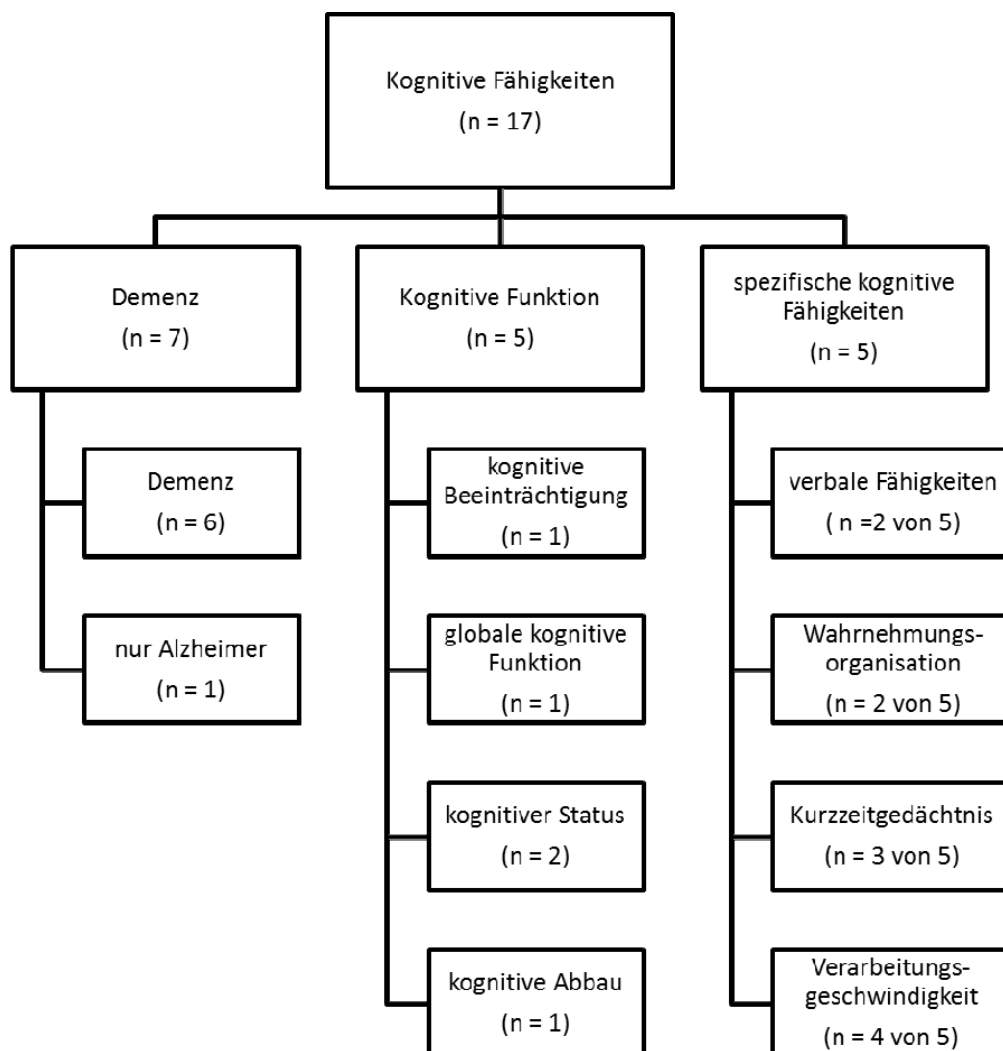 Kognitive Fähigkeiten
(n = 17)
Demenz
(n = 7)
Kognitive Funktion
(n = 5)
spezifische kognitive
Fähigkeiten
(n = 5)
Demenz
(n = 6)
nur Alzheimer
(n = 1)
kognitive
Beeinträchtigung
(n = 1)
globale kognitive
Funktion
(n = 1)
kognitiver Status
(n = 2)
kognitive Abbau
(n = 1)
verbale Fähigkeiten
( n =2 von 5)
Wahrnehmungs-
organisation
(n = 2 von 5)
Kurzzeitgedächtnis
(n = 3 von 5)
Verarbeitungs-
geschwindigkeit
(n = 4 von 5)